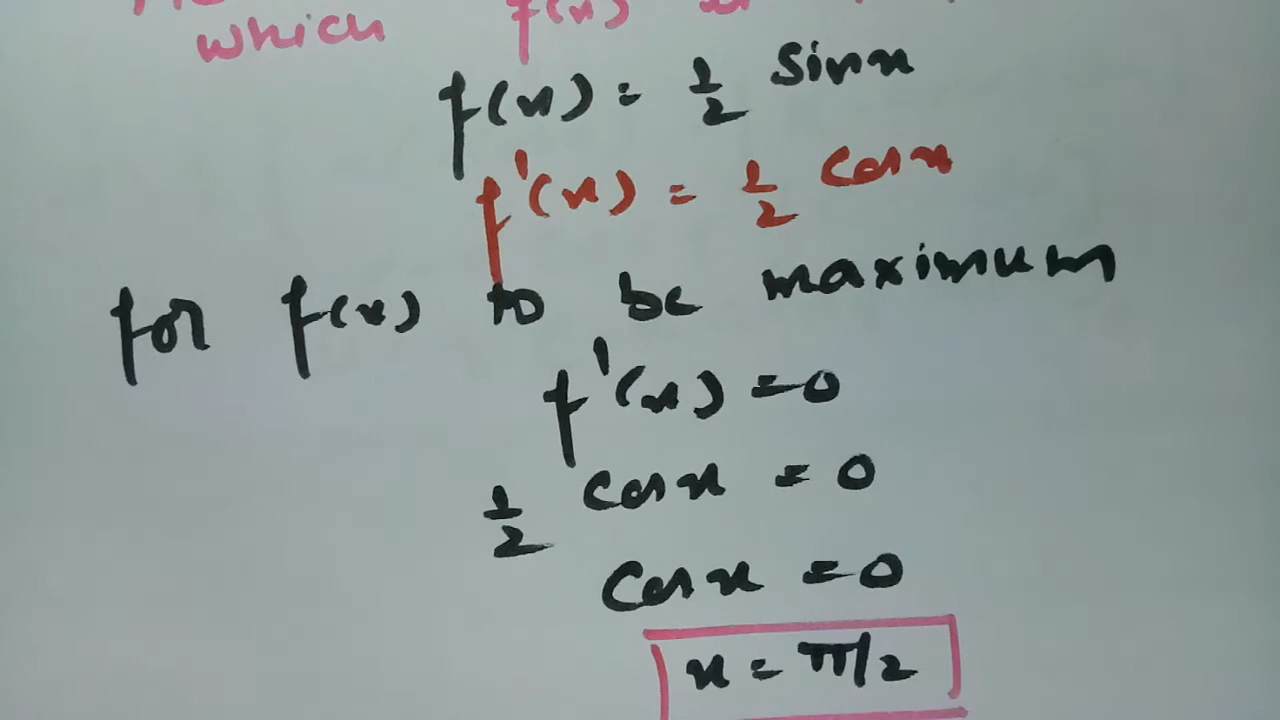 which f(x)
f(x) = 1/2 Sinx
f'(x) = 1/2 Cosx
for f(x) to be maximum
f'(x) = 0
1/2 Cosx = 0
Cosx = 0
x = π/2